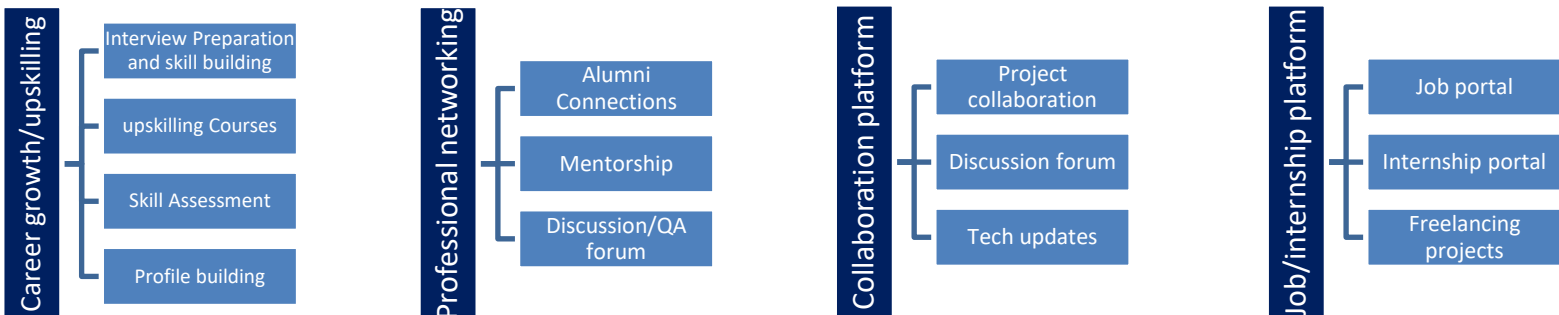 Career growth/upskilling
Interview Preparation
and skill building
upskilling Courses
Skill Assessment
Profile building
Professional networking
Alumni
Connections
Mentorship
Discussion/QA
forum
Collaboration platform
Project
collaboration
Discussion forum
Tech updates
Job/internship platform
Job portal
Internship portal
Freelancing
projects